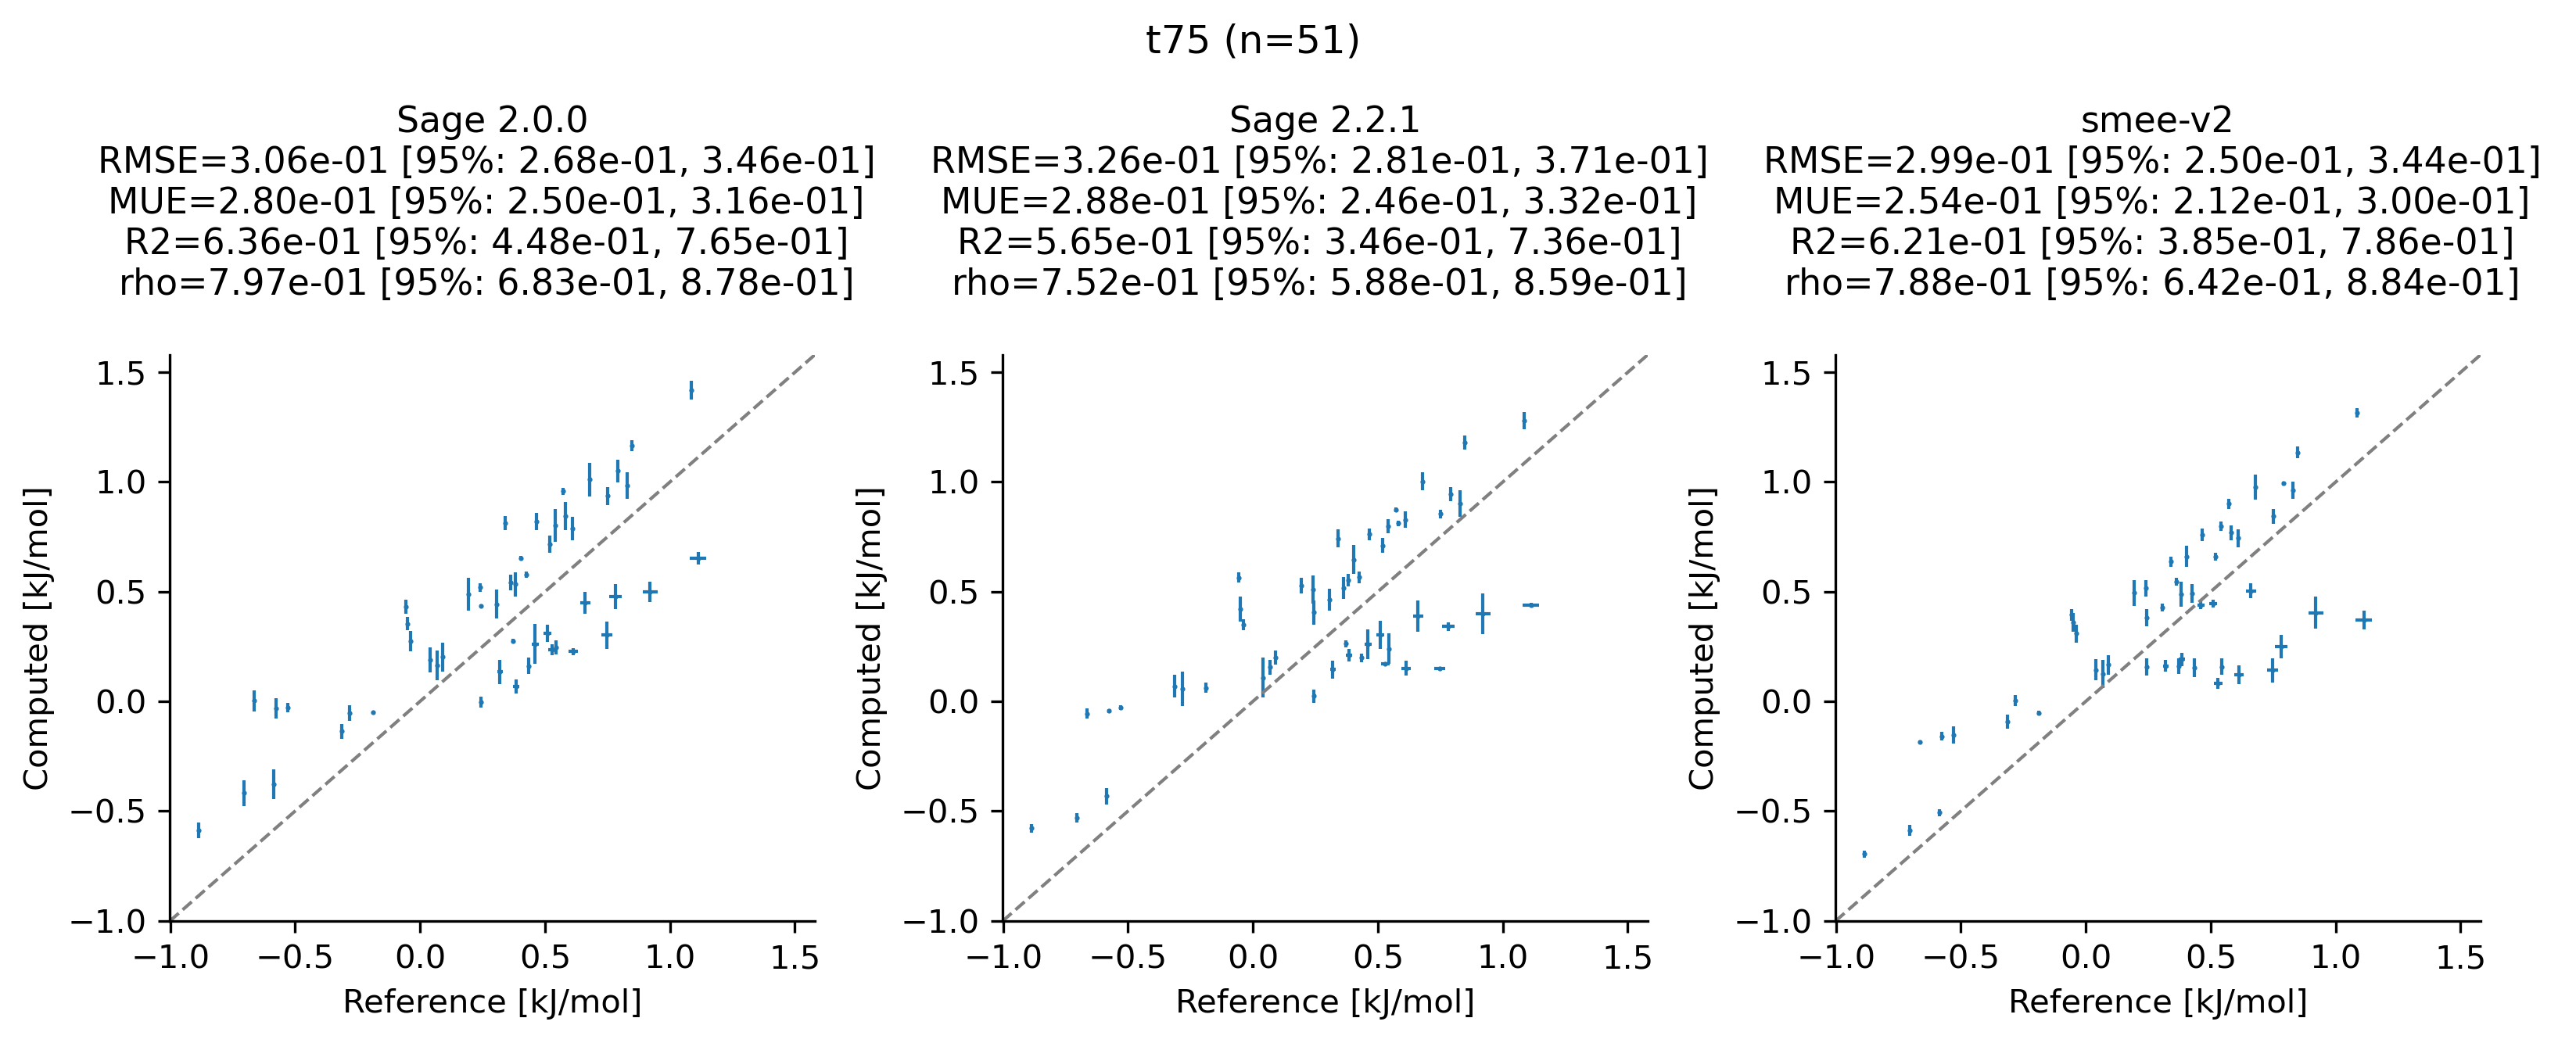 t75 (n=51)
Sage 2.0.0
RMSE=3.06e-01 [95%: 2.68e-01, 3.46e-01]
MUE=2.80e-01 [95%: 2.50e-01, 3.16e-01]
R2=6.36e-01 [95%: 4.48e-01, 7.65e-01]
rho=7.97e-01 [95%: 6.83e-01, 8.78e-01]
1.5
1.0
0.5
0.0
−0.5
−1.0
Computed [kJ/mol]
−1.0 −0.5 0.0 0.5 1.0 1.5
Reference [kJ/mol]
Sage 2.2.1
RMSE=3.26e-01 [95%: 2.81e-01, 3.71e-01]
MUE=2.88e-01 [95%: 2.46e-01, 3.32e-01]
R2=5.65e-01 [95%: 3.46e-01, 7.36e-01]
rho=7.52e-01 [95%: 5.88e-01, 8.59e-01]
1.5
1.0
0.5
0.0
−0.5
−1.0
Computed [kJ/mol]
−1.0 −0.5 0.0 0.5 1.0 1.5
Reference [kJ/mol]
smee-v2
RMSE=2.99e-01 [95%: 2.50e-01, 3.44e-01]
MUE=2.54e-01 [95%: 2.12e-01, 3.00e-01]
R2=6.21e-01 [95%: 3.85e-01, 7.86e-01]
rho=7.88e-01 [95%: 6.42e-01, 8.84e-01]
1.5
1.0
0.5
0.0
−0.5
−1.0
Computed [kJ/mol]
−1.0 −0.5 0.0 0.5 1.0 1.5
Reference [kJ/mol]